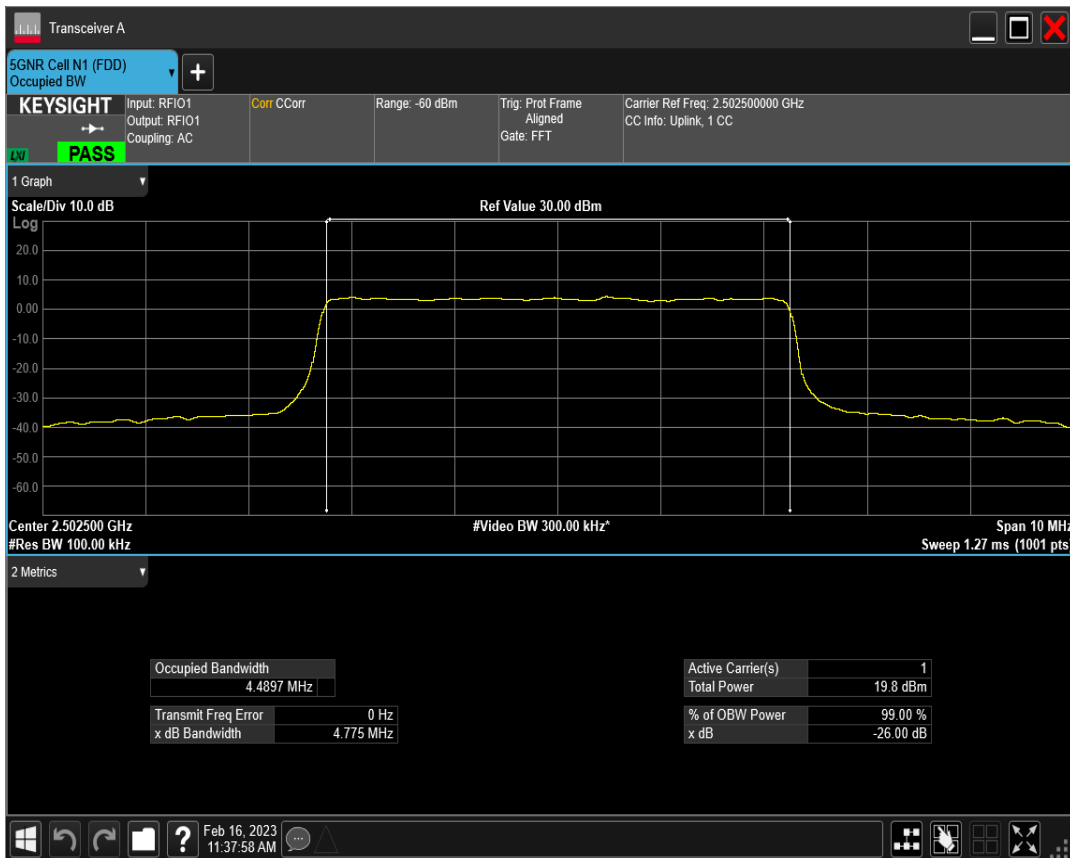 Transceiver A
5GNR Cell N1 (FDD)
Occupied BW
KEYSIGHT
LXI
PASS
Input: RFIO1
Output: RFIO1
Coupling: AC
Corr CCorr
Range: -60 dBm
Trig: Prot Frame
Aligned
Gate: FFT
Carrier Ref Freq: 2.502500000 GHz
CC Info: Uplink, 1 CC
1 Graph
Scale/Div 10.0 dB
Ref Value 30.00 dBm
Log
20.0
10.0
0.00
-10.0
-20.0
-30.0
-40.0
-50.0
-60.0
Center 2.502500 GHz
#Video BW 300.00 kHz*
Span 10 MHz
#Res BW 100.00 kHz
Sweep 1.27 ms (1001 pts)
2 Metrics
Occupied Bandwidth
4.4897 MHz
Transmit Freq Error 0 Hz
x dB Bandwidth 4.775 MHz
Active Carrier(s) 1
Total Power 19.8 dBm
% of OBW Power 99.00 %
x dB -26.00 dB
?
Feb 16, 2023
11:37:58 AM